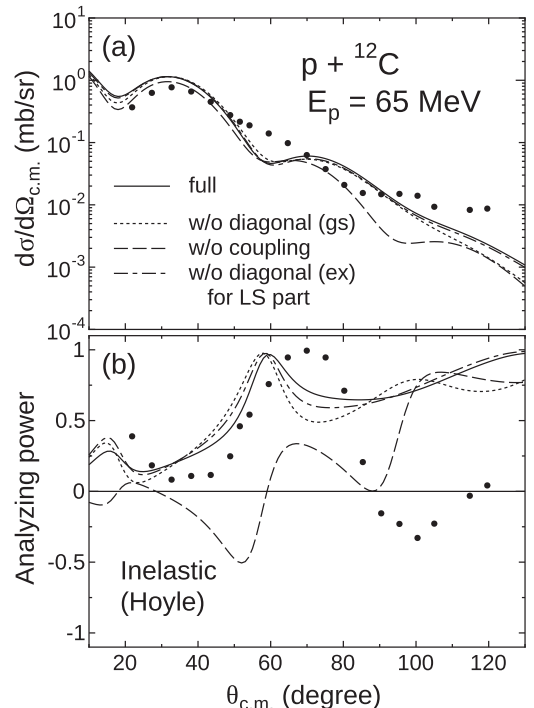 (a)
p + ¹²C
Eₚ = 65 MeV
dσ/dΩ_c.m. (mb/sr)
10¹
10⁰
10⁻¹
10⁻²
10⁻³
10⁻⁴
full
w/o diagonal (gs)
w/o coupling
w/o diagonal (ex)
for LS part
(b)
Analyzing power
1
0.5
0
-0.5
-1
Inelastic
(Hoyle)
20 40 60 80 100 120
θ_c.m. (degree)